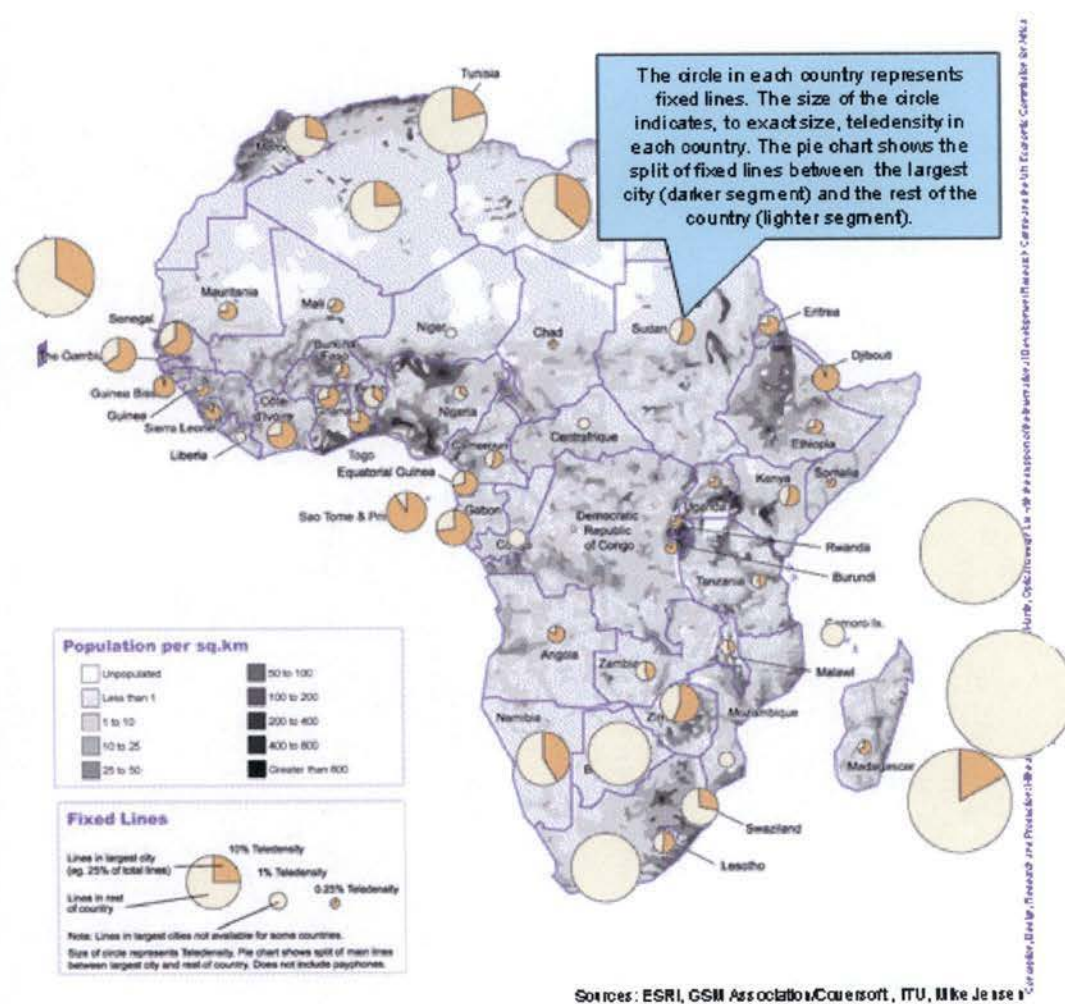 Tunisia
The circle in each country represents
fixed lines. The size of the circle
indicates, to exact size, teledensity in
each country. The pie chart shows the
split of fixed lines between the largest
city (darker segment) and the rest of the
country (lighter segment).
Mauritania
Mali
Niger
Chad
Sudan
Eritrea
Senegal
The Gambia
Djibouti
Guinea
Nigeria
Sierra Leone
Côte
d'Ivoire
Liberia
Togo
Centrafrique
Ethiopia
Somalia
Equatorial Guinea
Kenya
Uganda
Sao Tome & Prin
Gabon
Democratic
Republic
of Congo
Rwanda
Burundi
Tanzania
Comoro Is.
Angola
Zambia
Malawi
Mozambique
Namibia
Madagascar
Swaziland
Lesotho
Population per sq.km
Unpopulated
50 to 100
Less than 1
100 to 200
1 to 10
200 to 400
10 to 25
400 to 800
25 to 50
Greater than 800
Fixed Lines
Lines in largest city
(eg. 25% of total lines)
10% Teledensity
1% Teledensity
0.25% Teledensity
Lines in rest
of country
Note: Lines in largest cities not available for some countries.
Size of circle represents Teledensity. Pie chart shows split of main lines
between largest city and rest of country. Does not include payphones.
Sources: ESRI, GSM Association/Couersoft, ITU, Mike Jensen